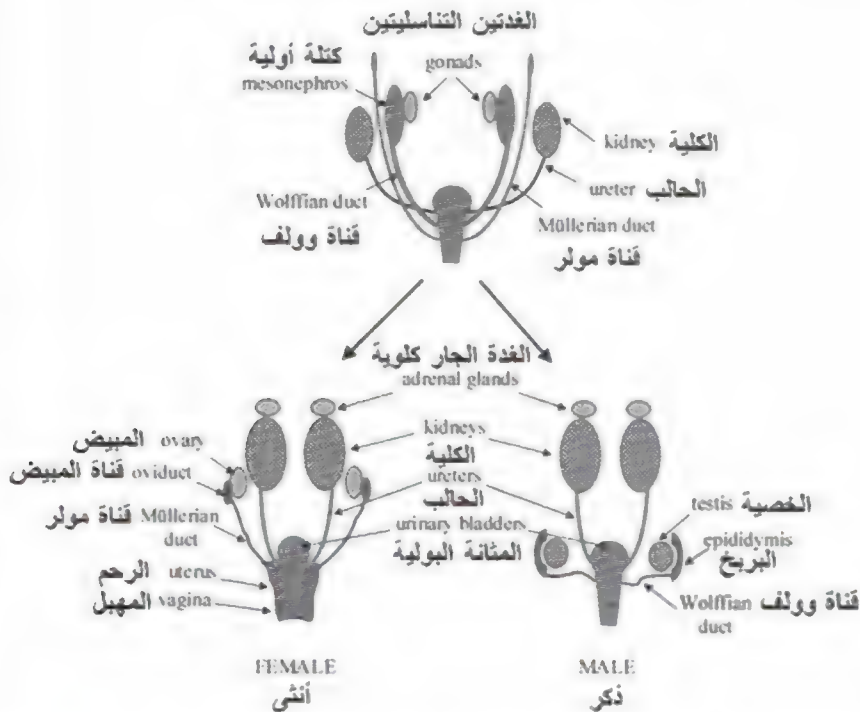 الغدتين التناسليتين
كتلة أولية
gonads
mesonephros
kidney الكلية
ureter الحالب
Wolffian duct
قناة وولف
Müllerian duct
قناة مولر
الغدة الجار كلوية
adrenal glands
المبيض ovary
kidneys
الكلية
قناة المبيض oviduct
ureters
الحالب
testis الخصية
قناة مولر Müllerian
duct
urinary bladders
المثانة البولية
epididymis
البربخ
الرحم uterus
المهبل vagina
Wolffian قناة وولف
duct
FEMALE
أنثى
MALE
ذكر